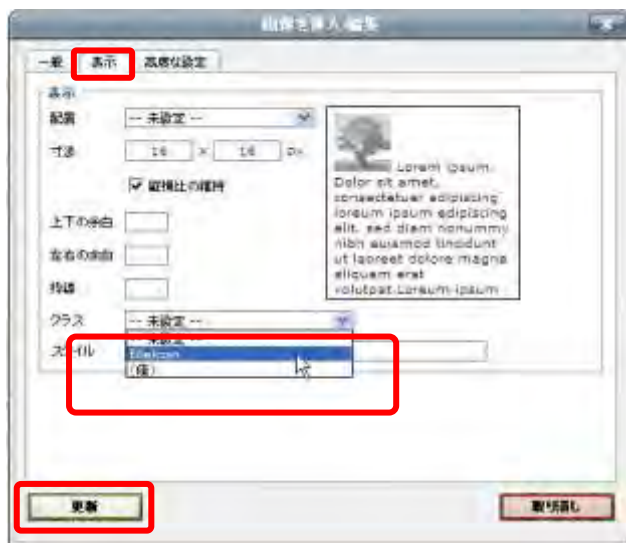 画像を挿入/編集
一般 表示 高度な設定
表示
配置 -- 未設定 --
寸法 16 x 16 px
縦横比の維持
上下の余白
左右の余白
枠線
Lorem ipsum,
Dolor sit amet,
consectetuer adipiscing
loreum ipsum edipiscing
elit, sed diam nonummy
nibh euismod tincidunt
ut laoreet dolore magna
aliquam erat
volutpat.Loreum ipsum
クラス -- 未設定 --
-- 未設定 --
スタイル
(値)
更新 取り消し